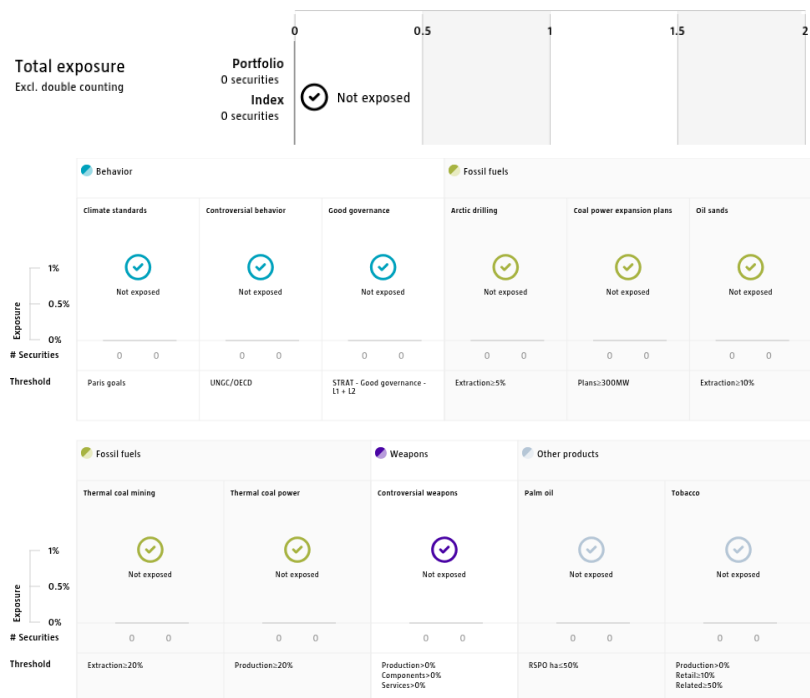 0 0.5 1 1.5 2
Total exposure
Excl. double counting
Portfolio
0 securities
Index
0 securities
Not exposed
Behavior
Fossil fuels
Climate standards
Controversial behavior
Good governance
Arctic drilling
Coal power expansion plans
Oil sands
Exposure
1%
0.5%
0%
Not exposed Not exposed Not exposed Not exposed Not exposed Not exposed
# Securities 0 0 0 0 0 0 0 0 0 0 0 0
Threshold
Paris goals
UNGC/OECD
STRAT - Good governance -
L1 + L2
Extraction≥5%
Plans≥300MW
Extraction≥10%
Fossil fuels
Weapons
Other products
Thermal coal mining
Thermal coal power
Controversial weapons
Palm oil
Tobacco
Exposure
1%
0.5%
0%
Not exposed Not exposed Not exposed Not exposed Not exposed
# Securities 0 0 0 0 0 0 0 0 0 0
Threshold
Extraction≥20%
Production≥20%
Production>0%
Components>0%
Services>0%
RSPO ha≤50%
Production>0%
Retail≥10%
Related≥50%